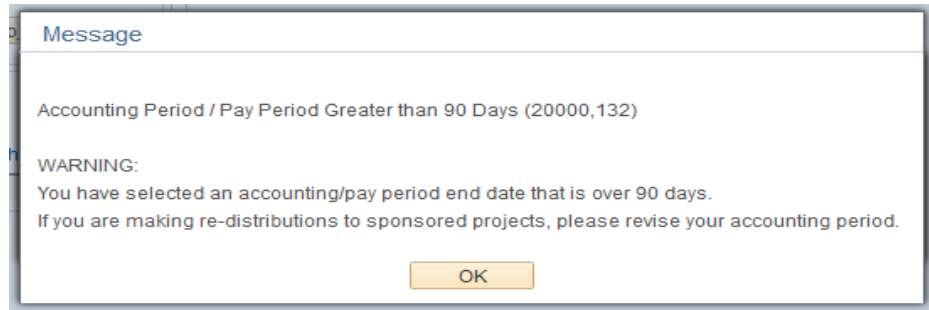 Message
Accounting Period / Pay Period Greater than 90 Days (20000,132)
WARNING:
You have selected an accounting/pay period end date that is over 90 days.
If you are making re-distributions to sponsored projects, please revise your accounting period.
OK